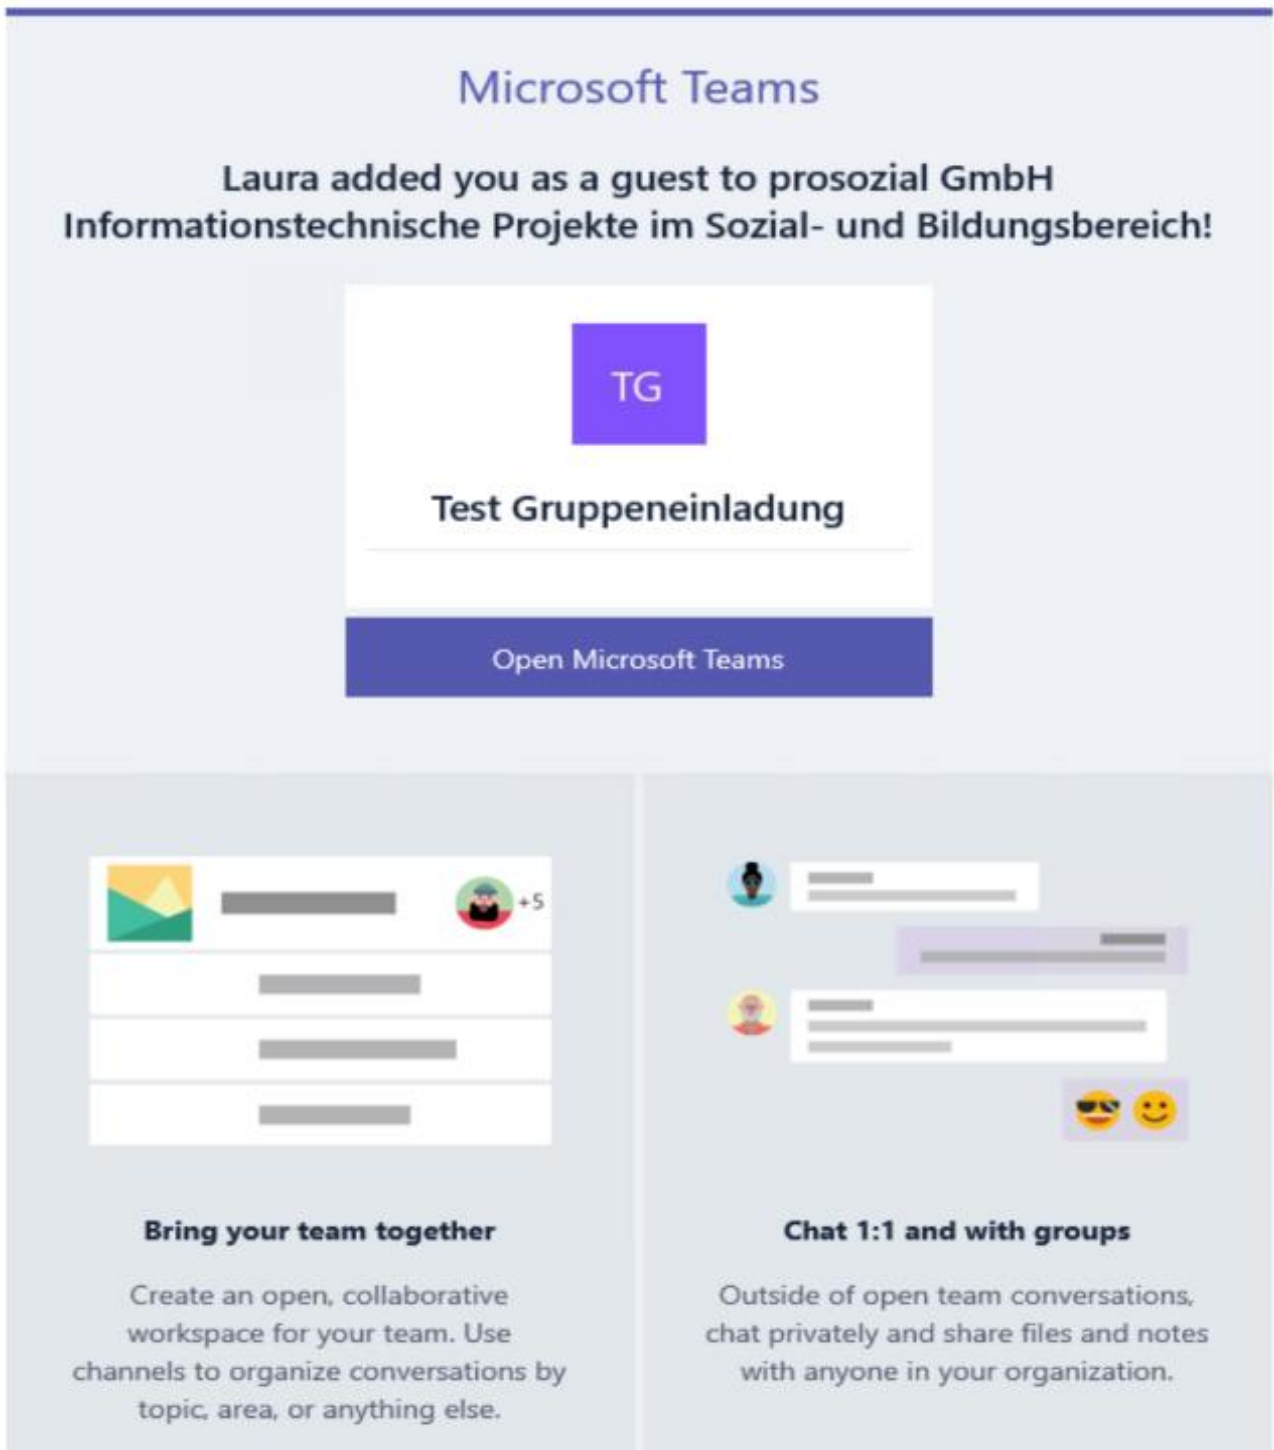 Microsoft Teams
Laura added you as a guest to prosozial GmbH
Informationstechnische Projekte im Sozial- und Bildungsbereich!
TG
Test Gruppeneinladung
Open Microsoft Teams
+5
Bring your team together
Create an open, collaborative
workspace for your team. Use
channels to organize conversations by
topic, area, or anything else.
Chat 1:1 and with groups
Outside of open team conversations,
chat privately and share files and notes
with anyone in your organization.